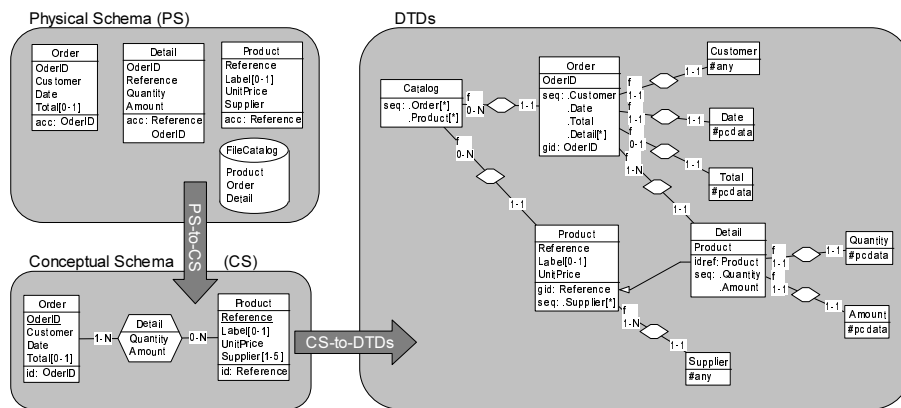 Physical Schema (PS)
Order
OderID
Customer
Date
Total[0-1]
acc: OderID
Detail
OderID
Reference
Quantity
Amount
acc: Reference
OderID
Product
Reference
Label[0-1]
UnitPrice
Supplier
acc: Reference
FileCatalog
Product
Order
Detail
PS-to-CS
Conceptual Schema (CS)
Order
OderID
Customer
Date
Total[0-1]
id: OderID
1-N
Detail
Quantity
Amount
0-N
Product
Reference
Label[0-1]
UnitPrice
Supplier[1-5]
id: Reference
CS-to-DTDs
DTDs
Catalog
seq: .Order[*]
.Product[*]
f
0-N
1-1
f
0-N
1-1
Order
OderID
seq: .Customer
.Date
.Total
.Detail[*]
gid: OderID
f
1-1
1-1
Customer
#any
f
1-1
1-1
Date
#pcdata
f
0-1
1-1
Total
#pcdata
f
1-N
1-1
Product
Reference
Label[0-1]
UnitPrice
gid: Reference
seq: .Supplier[*]
f
1-N
1-1
Supplier
#any
Detail
Product
idref: Product
seq: .Quantity
.Amount
f
1-1
1-1
Quantity
#pcdata
f
1-1
1-1
Amount
#pcdata